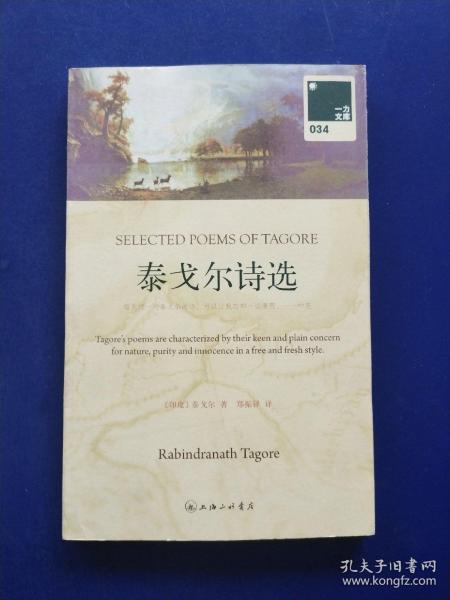 一力
文库
034
SELECTED POEMS OF TAGORE
泰戈尔诗选
Tagore's poems are characterized by their keen and plain concern
for nature, purity and innocence in a free and fresh style.
〔印度〕泰戈尔 著 郑振铎 译
Rabindranath Tagore
上海三联书店
孔夫子旧书网
www.kongfz.com